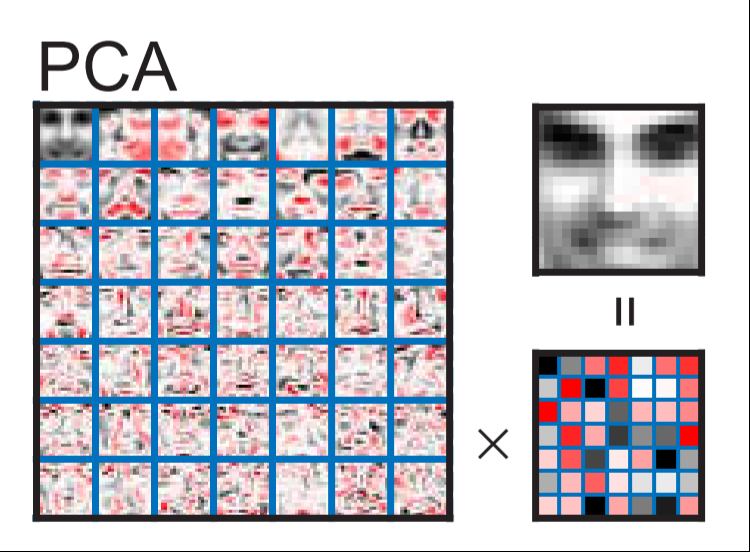 PCA
×
=